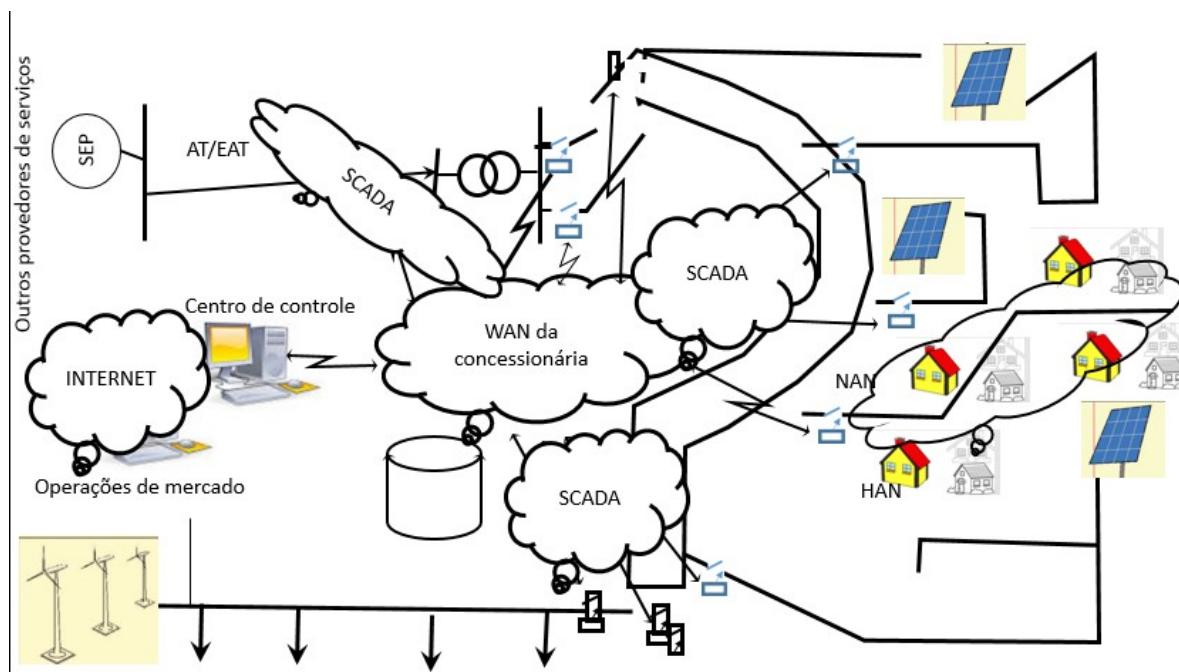 Outros provedores de serviços
SEP
AT/EAT
SCADA
SCADA
Centro de controle
WAN da
concessionária
INTERNET
NAN
HAN
Operações de mercado
SCADA